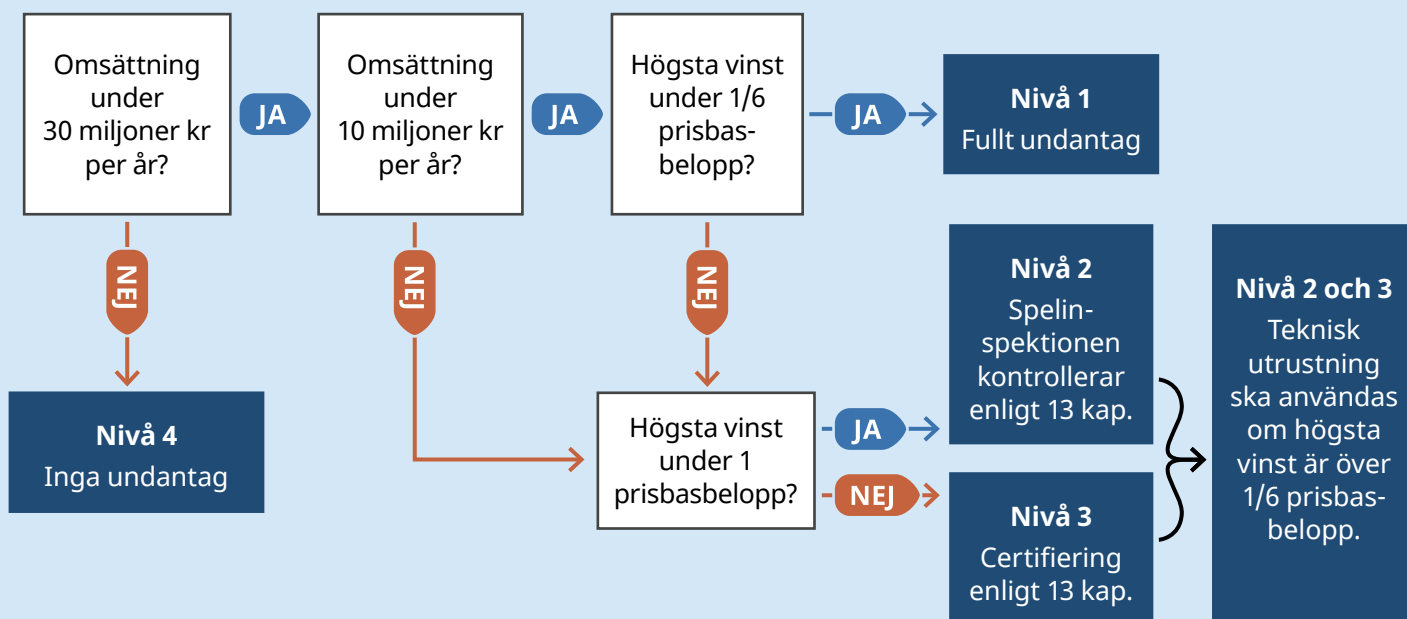 Omsättning
under
30 miljoner kr
per år?
JA
Omsättning
under
10 miljoner kr
per år?
JA
Högsta vinst
under 1/6
prisbas-
belopp?
JA
Nivå 1
Fullt undantag
NEJ
NEJ
NEJ
Nivå 4
Inga undantag
Högsta vinst
under 1
prisbasbelopp?
JA
NEJ
Nivå 2
Spelin-
spektionen
kontrollerar
enligt 13 kap.
Nivå 3
Certifiering
enligt 13 kap.
Nivå 2 och 3
Teknisk
utrustning
ska användas
om högsta
vinst är över
1/6 prisbas-
belopp.